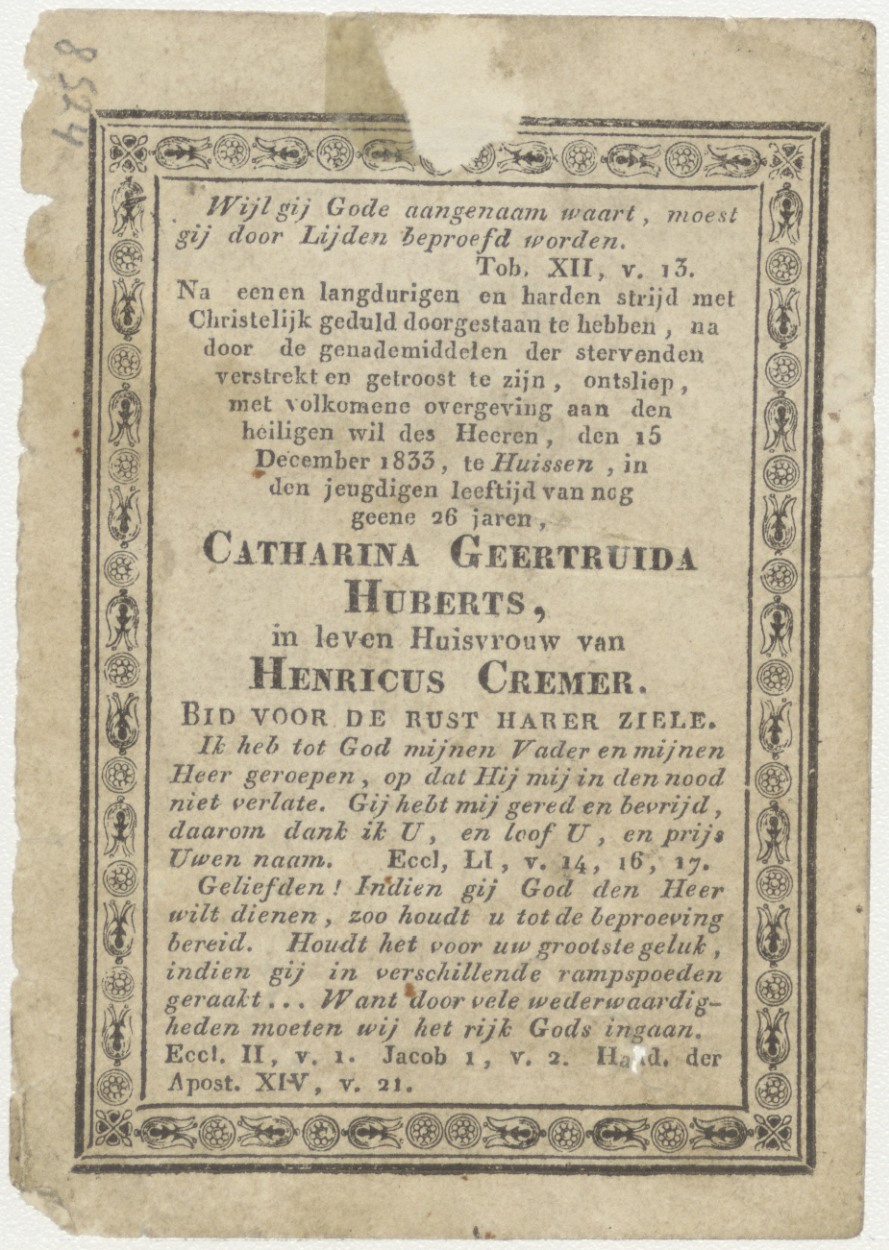 8524
Wijl gij Gode aangenaam waart, moest
gij door Lijden beproefd worden.
Tob. XII, v. 13.
Na eenen langdurigen en harden strijd met
Christelijk geduld doorgestaan te hebben, na
door de genademiddelen der stervenden
verstrekt en getroost te zijn, ontsliep,
met volkomene overgeving aan den
heiligen wil des Heeren, den 15
December 1833, te Huissen, in
den jeugdigen leeftijd van nog
geene 26 jaren,
CATHARINA GEERTRUIDA
HUBERTS,
in leven Huisvrouw van
HENRICUS CREMER.
BID VOOR DE RUST HARER ZIELE.
Ik heb tot God mijnen Vader en mijnen
Heer geroepen, op dat Hij mij in den nood
niet verlate. Gij hebt mij gered en bevrijd,
daarom dank ik U, en loof U, en prijs
Uwen naam. Eccl, LI, v. 14, 16, 17.
Geliefden! Indien gij God den Heer
wilt dienen, zoo houdt u tot de beproeving
bereid. Houdt het voor uw grootste geluk,
indien gij in verschillende rampspoeden
geraakt... Want door vele wederwaardig-
heden moeten wij het rijk Gods ingaan.
Eccl. II, v. 1. Jacob 1, v. 2. Hand. der
Apost. XIV, v. 21.